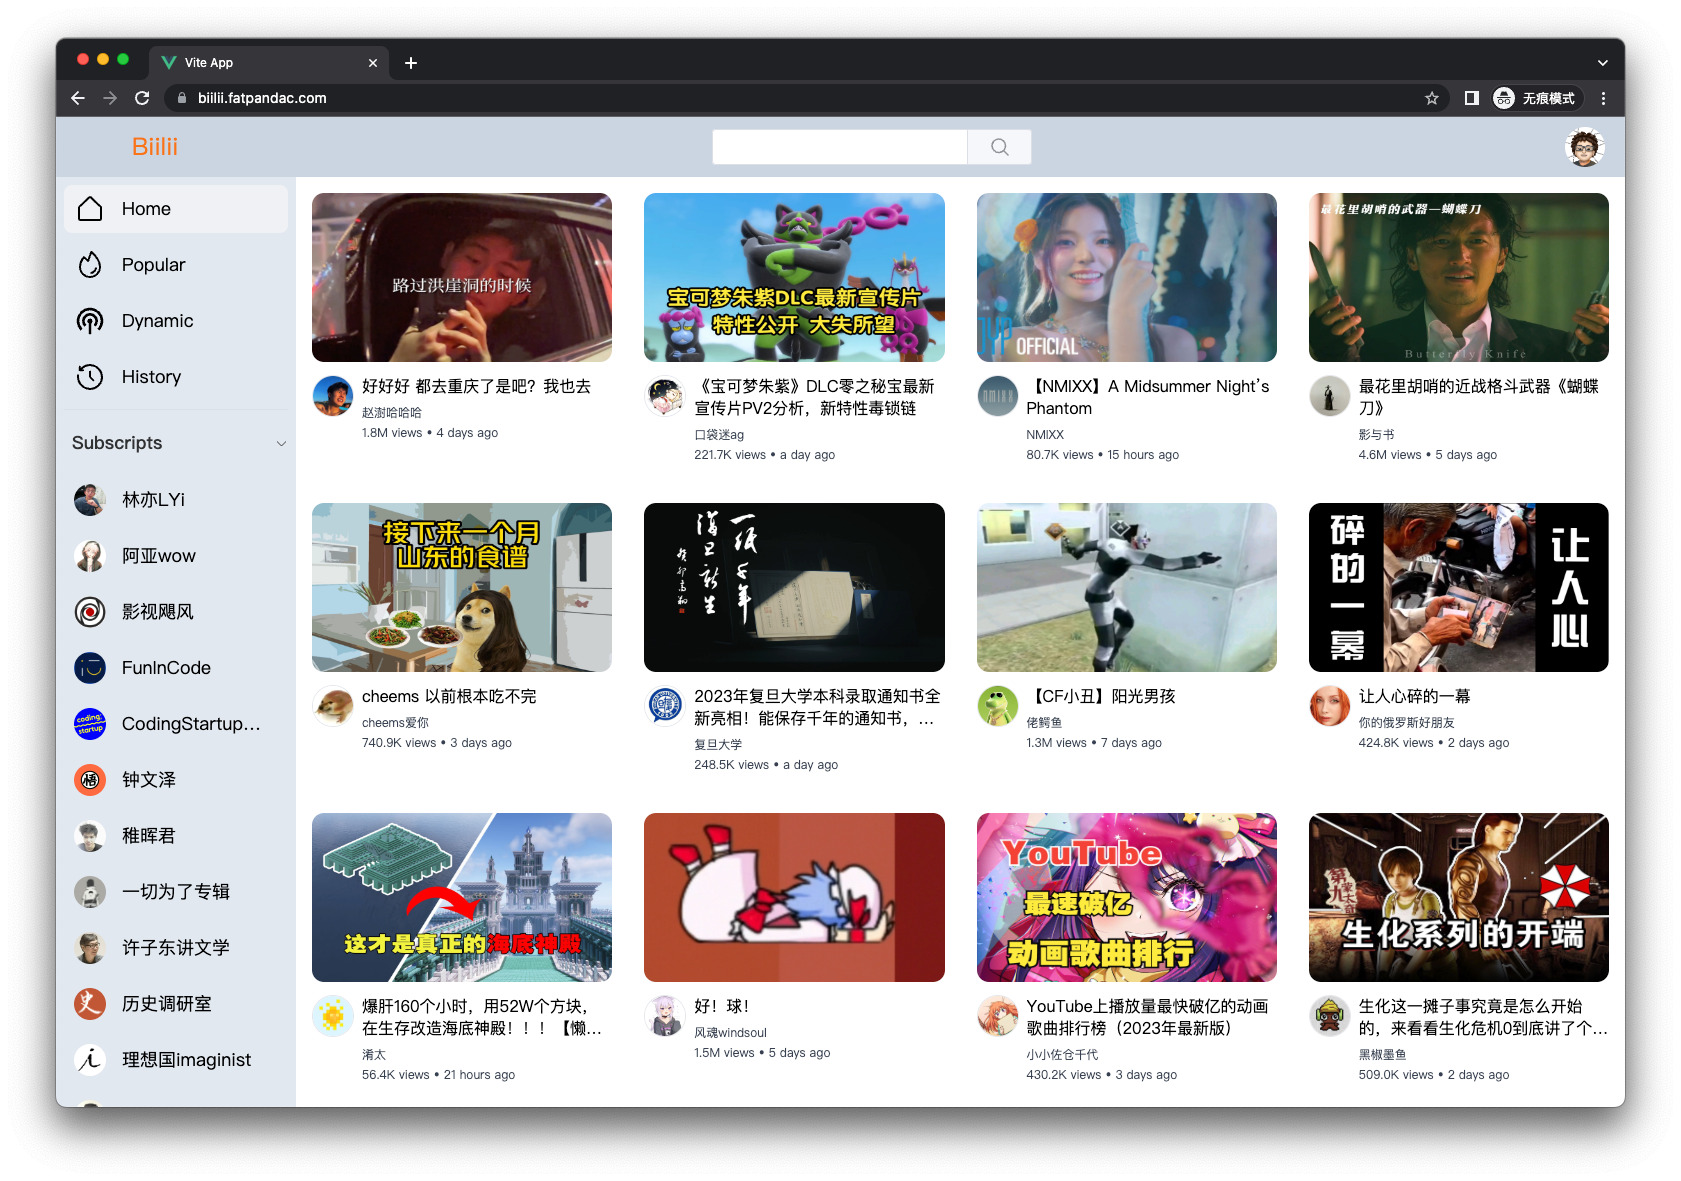 Vite App
biilii.fatpandac.com
无痕模式
Biilii
Home
Popular
Dynamic
History
Subscripts
林亦LYi
阿亚wow
影视飓风
FunInCode
coding startup
CodingStartup...
钟文泽
稚晖君
一切为了专辑
许子东讲文学
历史调研室
理想国imaginist
路过洪崖洞的时候
好好好 都去重庆了是吧？我也去
赵澍哈哈哈
1.8M views • 4 days ago
宝可梦朱紫DLC最新宣传片
特性公开 大失所望
《宝可梦朱紫》DLC零之秘宝最新
宣传片PV2分析，新特性毒锁链
口袋迷ag
221.7K views • a day ago
JYP OFFICIAL
NMIXX
【NMIXX】A Midsummer Night's
Phantom
NMIXX
80.7K views • 15 hours ago
最花里胡哨的武器—蝴蝶刀
Butterfly Knife
最花里胡哨的近战格斗武器《蝴蝶
刀》
影与书
4.6M views • 5 days ago
接下来一个月
山东的食谱
cheems 以前根本吃不完
cheems爱你
740.9K views • 3 days ago
一纸千年
复旦新生
2023年复旦大学本科录取通知书全
新亮相！能保存千年的通知书，...
复旦大学
248.5K views • a day ago
【CF小丑】阳光男孩
佬鳄鱼
1.3M views • 7 days ago
让人心
碎的一幕
让人心碎的一幕
你的俄罗斯好朋友
424.8K views • 2 days ago
这才是真正的海底神殿
爆肝160个小时，用52W个方块，
在生存改造海底神殿！！！【懒...
淆太
56.4K views • 21 hours ago
好！球！
风魂windsoul
1.5M views • 5 days ago
YouTube
最速破亿
动画歌曲排行
YouTube上播放量最快破亿的动画
歌曲排行榜（2023年最新版）
小小佐仓千代
430.2K views • 3 days ago
生化系列的开端
生化这一摊子事究竟是怎么开始
的，来看看生化危机0到底讲了个...
黑椒墨鱼
509.0K views • 2 days ago